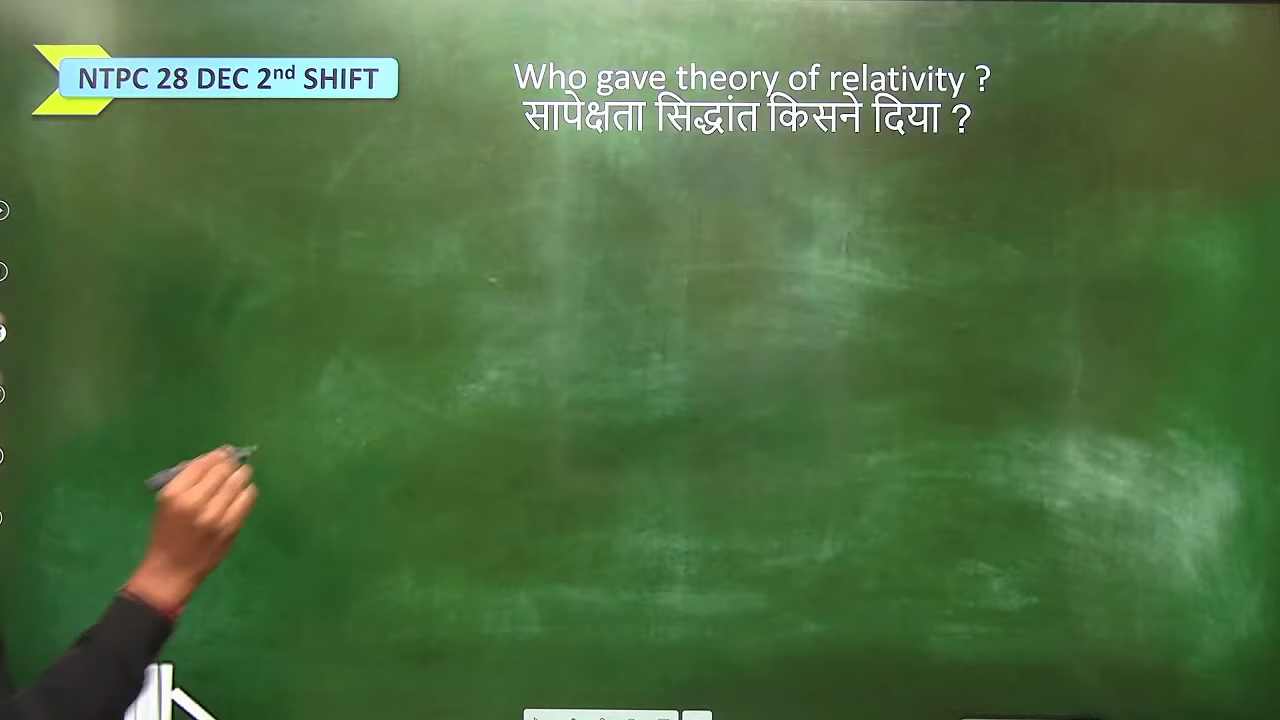 NTPC 28 DEC 2nd SHIFT
Who gave theory of relativity ?
सापेक्षता सिद्धांत किसने दिया ?